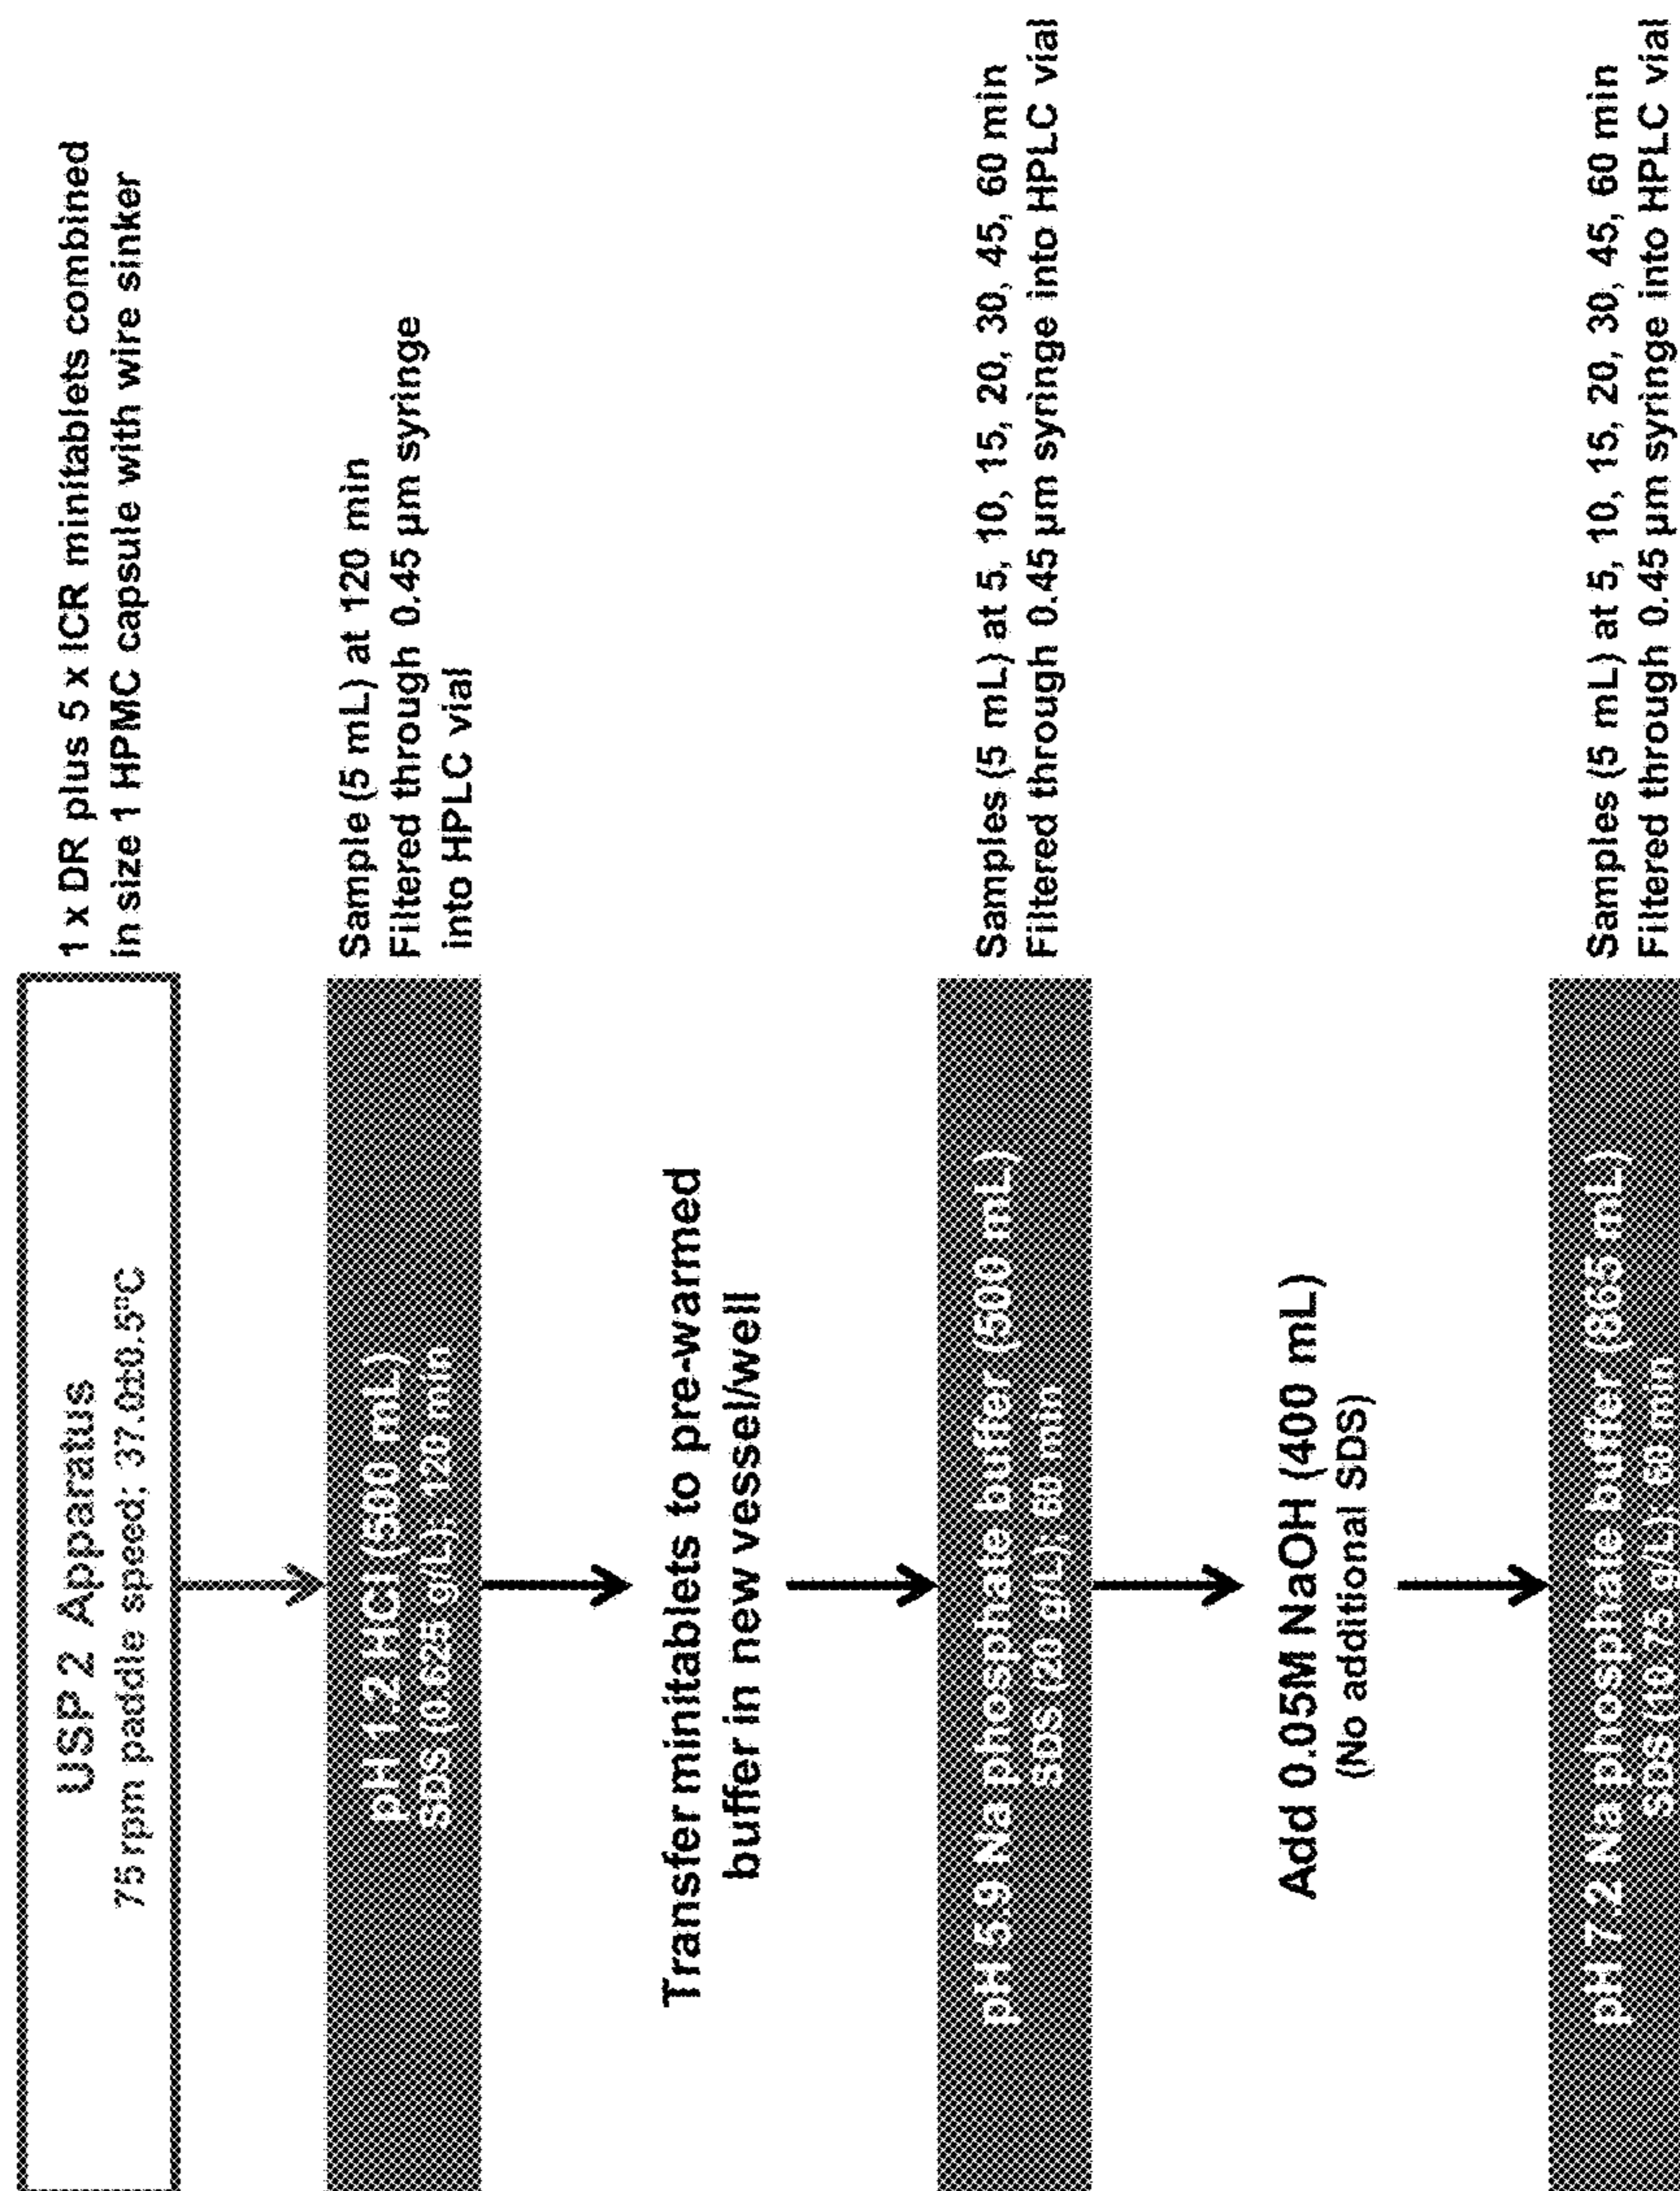 USP 2 Apparatus
75 rpm paddle speed; 37.0±0.5°C
1 x DR plus 5 x ICR minitablets combined
in size 1 HPMC capsule with wire sinker
pH 1.2 HCl (500 mL)
SDS (0.625 g/L); 120 min
Sample (5 mL) at 120 min
Filtered through 0.45 µm syringe
into HPLC vial
Transfer minitablets to pre-warmed
buffer in new vessel/well
pH 5.9 Na phosphate buffer (500 mL)
SDS (20 g/L); 60 min
Samples (5 mL) at 5, 10, 15, 20, 30, 45, 60 min
Filtered through 0.45 µm syringe into HPLC vial
Add 0.05M NaOH (400 mL)
(No additional SDS)
pH 7.2 Na phosphate buffer (865 mL)
SDS (10.75 g/L); 60 min
Samples (5 mL) at 5, 10, 15, 20, 30, 45, 60 min
Filtered through 0.45 µm syringe into HPLC vial